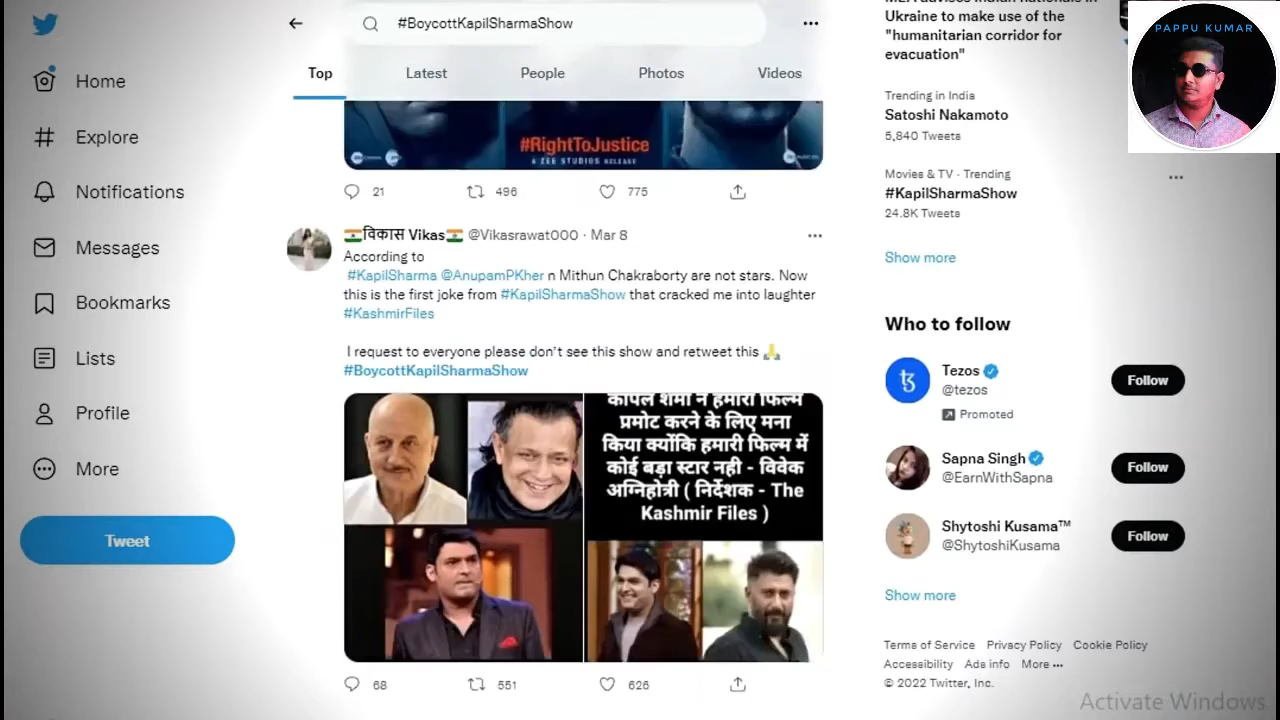 #BoycottKapilSharmaShow
Top
Latest
People
Photos
Videos
Home
Explore
Notifications
Messages
Bookmarks
Lists
Profile
More
Tweet
#RightToJustice
A ZEE STUDIOS RELEASE
21
496
775
विकास Vikas @Vikasrawat000 · Mar 8
According to
#KapilSharma @AnupamPKher n Mithun Chakraborty are not stars. Now
this is the first joke from #KapilSharmaShow that cracked me into laughter
#KashmirFiles
I request to everyone please don't see this show and retweet this
#BoycottKapilSharmaShow
कपिल शर्मा ने हमारी फिल्म
प्रमोट करने के लिए मना
किया क्योंकि हमारी फिल्म में
कोई बड़ा स्टार नही - विवेक
अग्निहोत्री ( निर्देशक - The
Kashmir Files )
68
551
626
Ukraine to make use of the
"humanitarian corridor for
evacuation"
Trending in India
Satoshi Nakamoto
5,840 Tweets
Movies & TV · Trending
#KapilSharmaShow
24.8K Tweets
Show more
Who to follow
Tezos
@tezos
Promoted
Follow
Sapna Singh
@EarnWithSapna
Follow
Shytoshi Kusama™
@ShytoshiKusama
Follow
Show more
Terms of Service Privacy Policy Cookie Policy
Accessibility Ads info More ···
© 2022 Twitter, Inc.
PAPPU KUMAR
Activate Windows